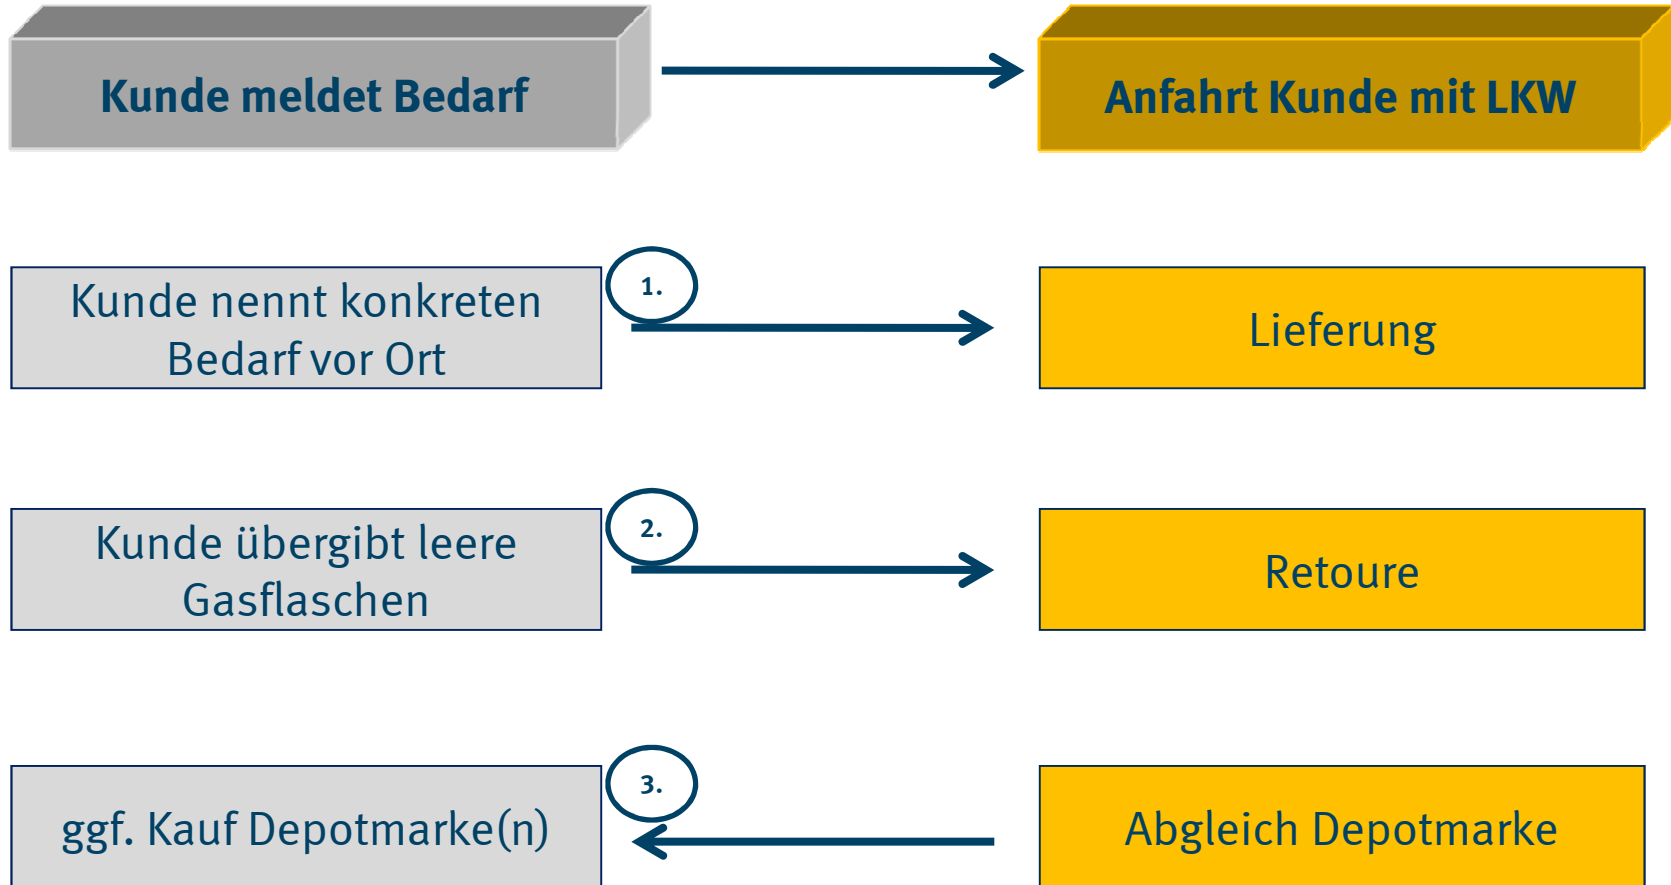 Kunde meldet Bedarf
Anfahrt Kunde mit LKW
Kunde nennt konkreten
Bedarf vor Ort
1.
Lieferung
Kunde übergibt leere
Gasflaschen
2.
Retoure
ggf. Kauf Depotmarke(n)
3.
Abgleich Depotmarke